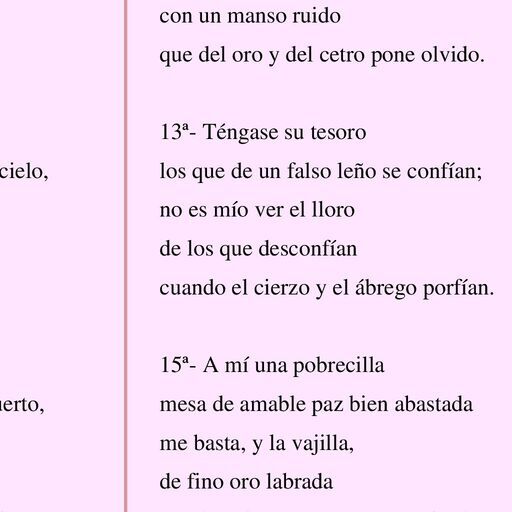 cielo,
uerto,
con un manso ruido
que del oro y del cetro pone olvido.
13ª- Téngase su tesoro
los que de un falso leño se confían;
no es mío ver el lloro
de los que desconfían
cuando el cierzo y el ábrego porfían.
15ª- A mí una pobrecilla
mesa de amable paz bien abastada
me basta, y la vajilla,
de fino oro labrada